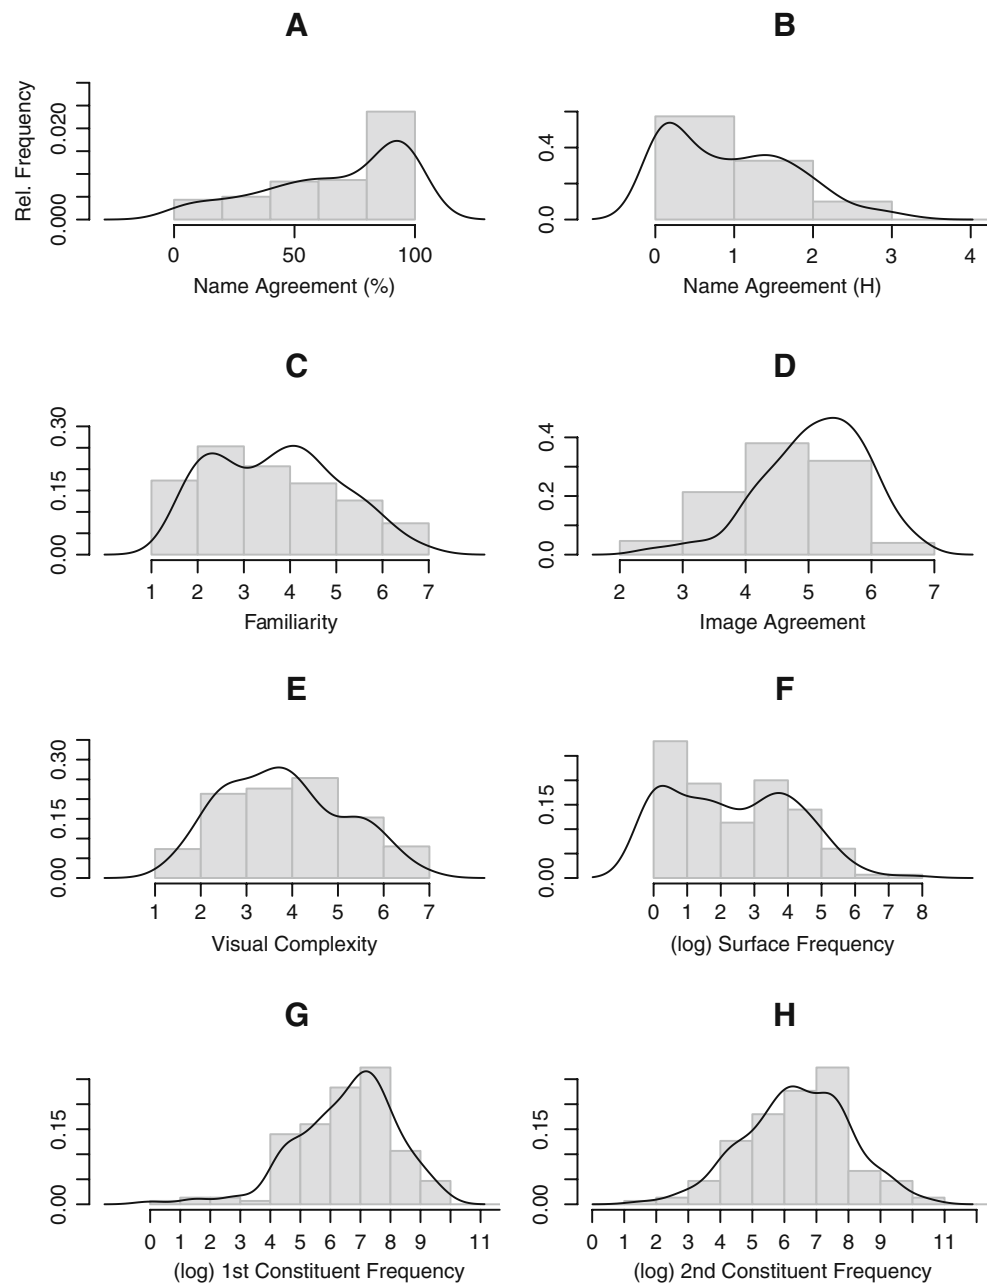 A
B
Rel. Frequency
0.000 0.020
0 50 100
Name Agreement (%)
0.0 0.4
0 1 2 3 4
Name Agreement (H)
C
D
0.00 0.15 0.30
1 2 3 4 5 6 7
Familiarity
0.0 0.2 0.4
2 3 4 5 6 7
Image Agreement
E
F
0.00 0.15 0.30
1 2 3 4 5 6 7
Visual Complexity
0.00 0.15
0 1 2 3 4 5 6 7 8
(log) Surface Frequency
G
H
0.00 0.15
0 1 2 3 4 5 6 7 8 9 11
(log) 1st Constituent Frequency
0.00 0.15
0 1 2 3 4 5 6 7 8 9 11
(log) 2nd Constituent Frequency